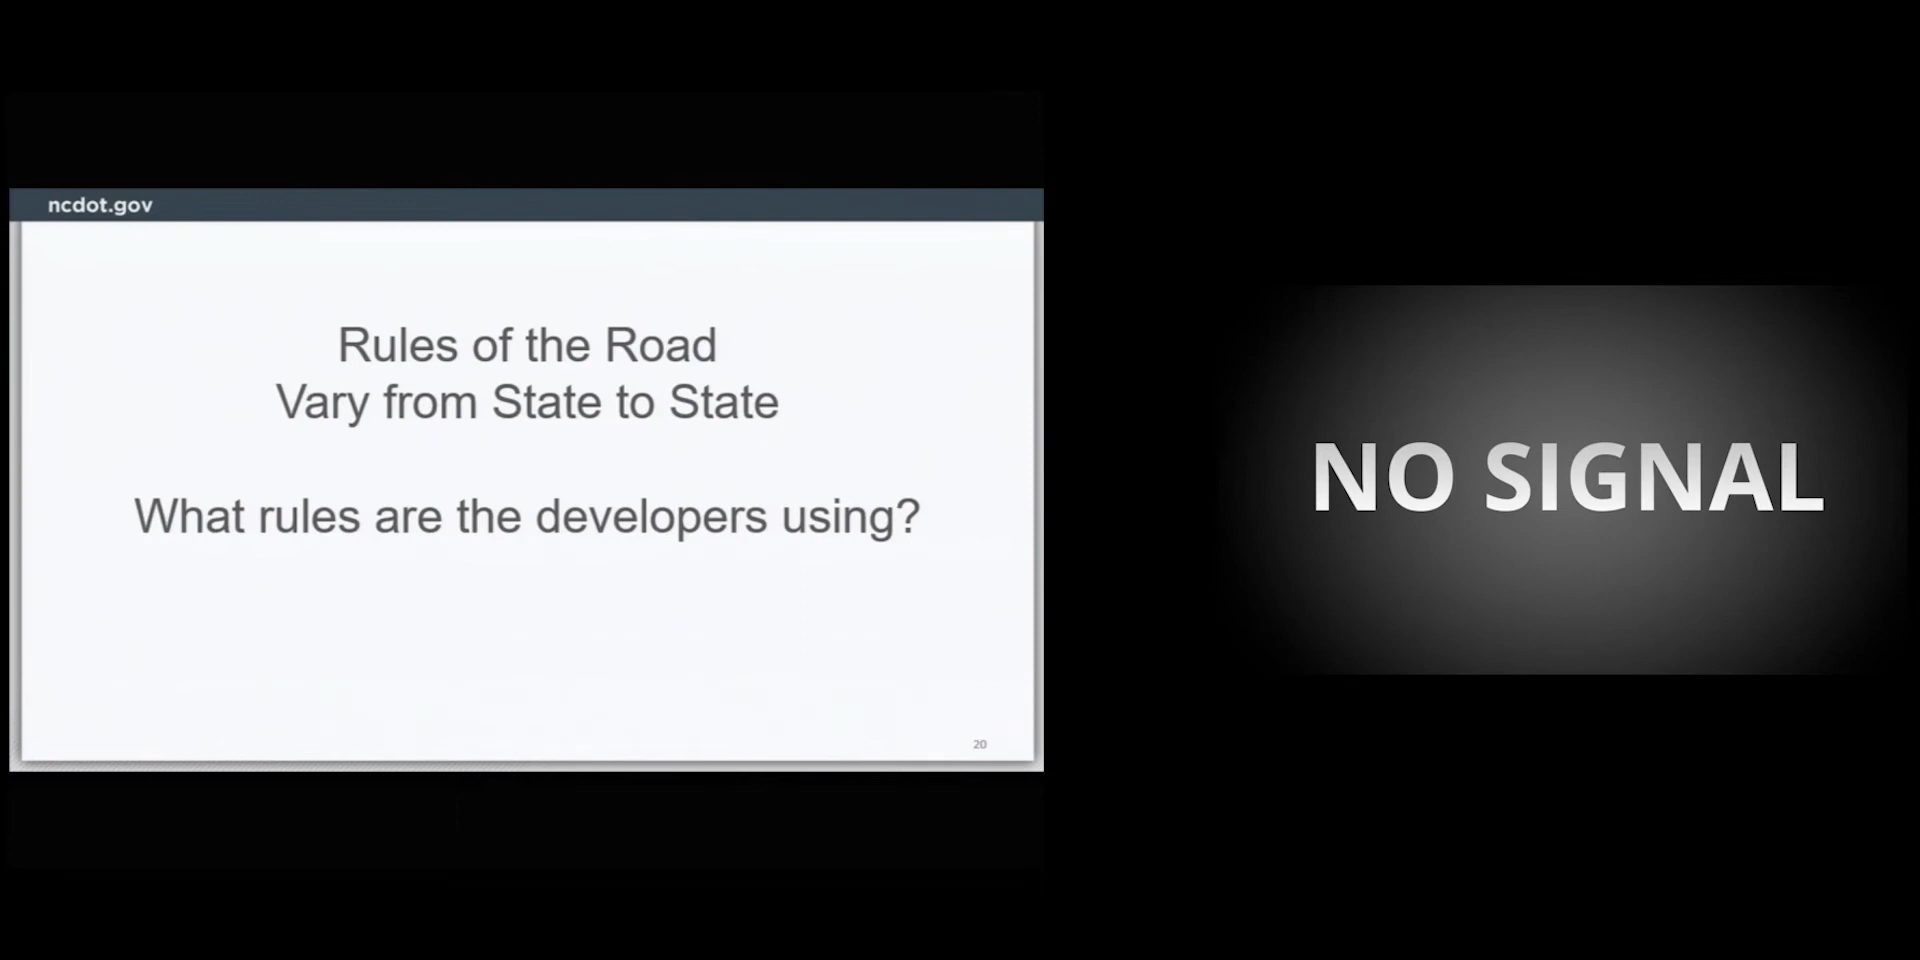 ncdot.gov
Rules of the Road
Vary from State to State
What rules are the developers using?
20
NO SIGNAL